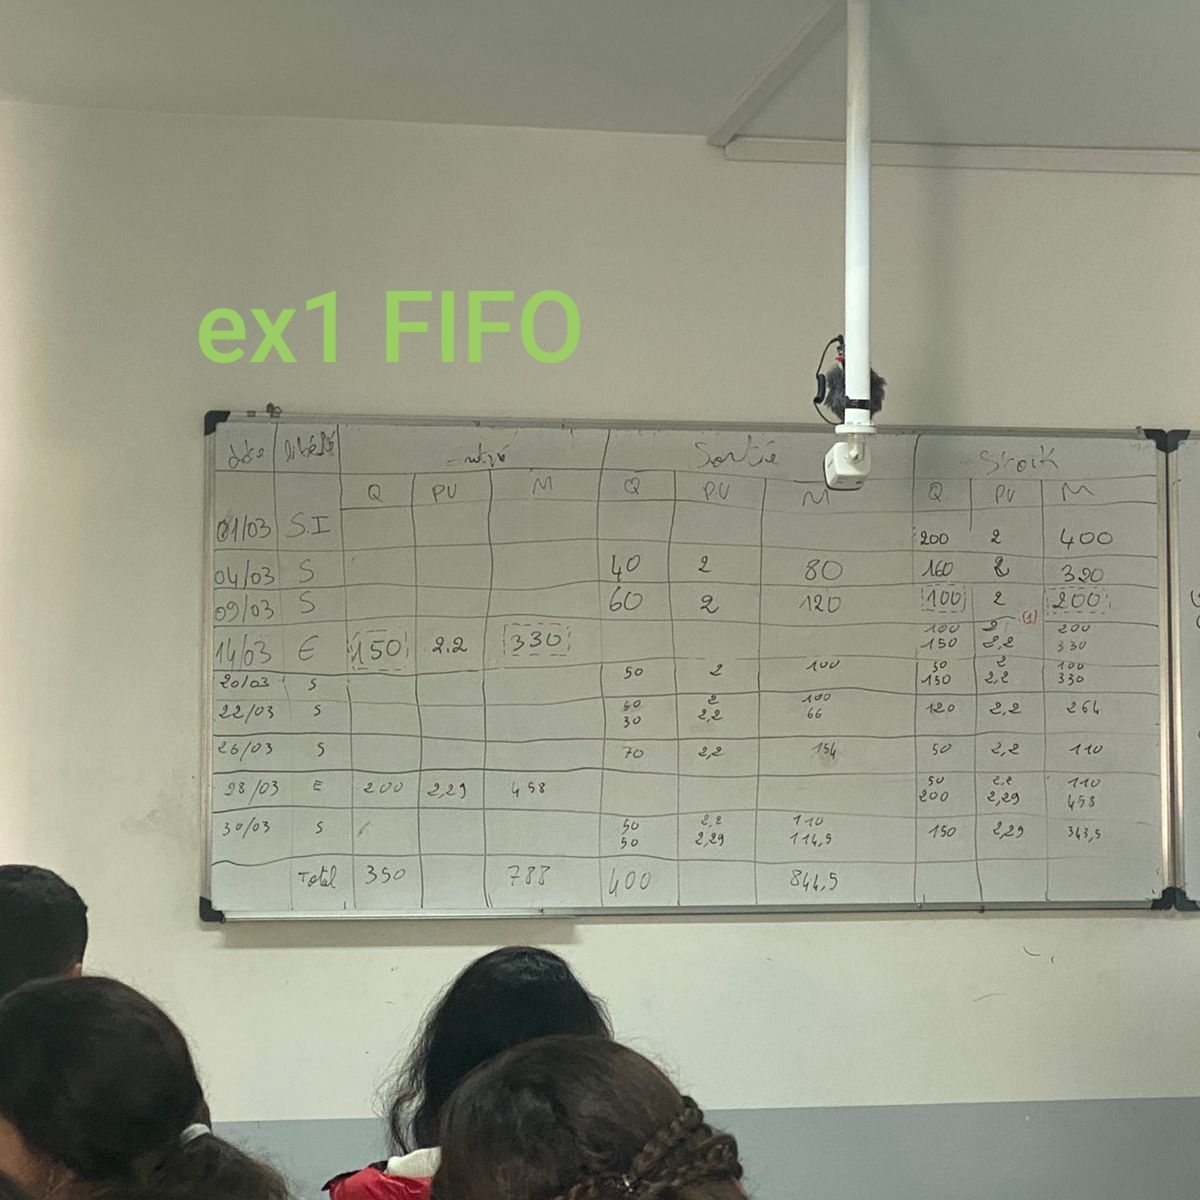 ex1 FIFO
date libélé Entrée Sortie Stock
Q PU M Q P.U M Q PU M
01/03 S.I 200 2 400
04/03 S 40 2 80 160 2 320
09/03 S 60 2 120 100 2 200
(1)
14/03 E 150 2.2 330 100 2 200
150 2,2 330
20/03 S 50 2 100 50 2 100
150 2,2 330
22/03 S 50 2 100 120 2,2 264
30 2,2 66
26/03 S 70 2,2 154 50 2,2 110
28/03 E 200 2,29 458 50 2.2 110
200 2,29 458
30/03 S 50 2,2 110 150 2,29 343,5
50 2,29 114,5
Total 350 788 400 844,5